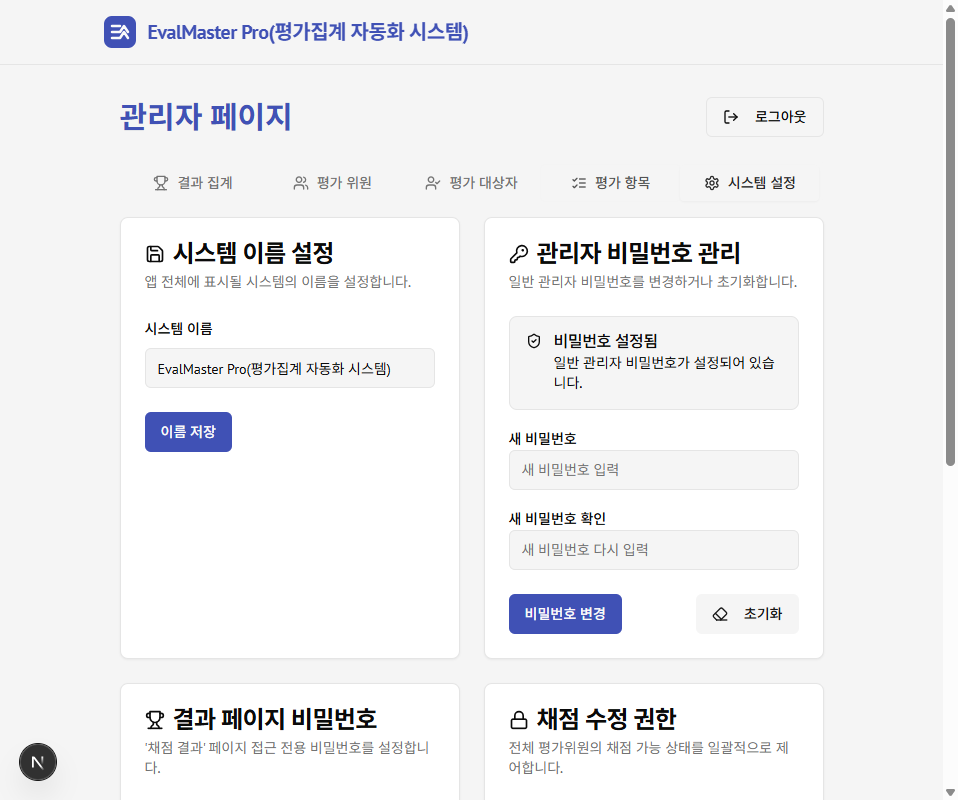 EvalMaster Pro(평가집계 자동화 시스템)
관리자 페이지
로그아웃
결과 집계
평가 위원
평가 대상자
평가 항목
시스템 설정
시스템 이름 설정
앱 전체에 표시될 시스템의 이름을 설정합니다.
시스템 이름
EvalMaster Pro(평가집계 자동화 시스템)
이름 저장
관리자 비밀번호 관리
일반 관리자 비밀번호를 변경하거나 초기화합니다.
비밀번호 설정됨
일반 관리자 비밀번호가 설정되어 있습
니다.
새 비밀번호
새 비밀번호 입력
새 비밀번호 확인
새 비밀번호 다시 입력
비밀번호 변경
초기화
결과 페이지 비밀번호
'채점 결과' 페이지 접근 전용 비밀번호를 설정합니
다.
채점 수정 권한
전체 평가위원의 채점 가능 상태를 일괄적으로 제
어합니다.
N